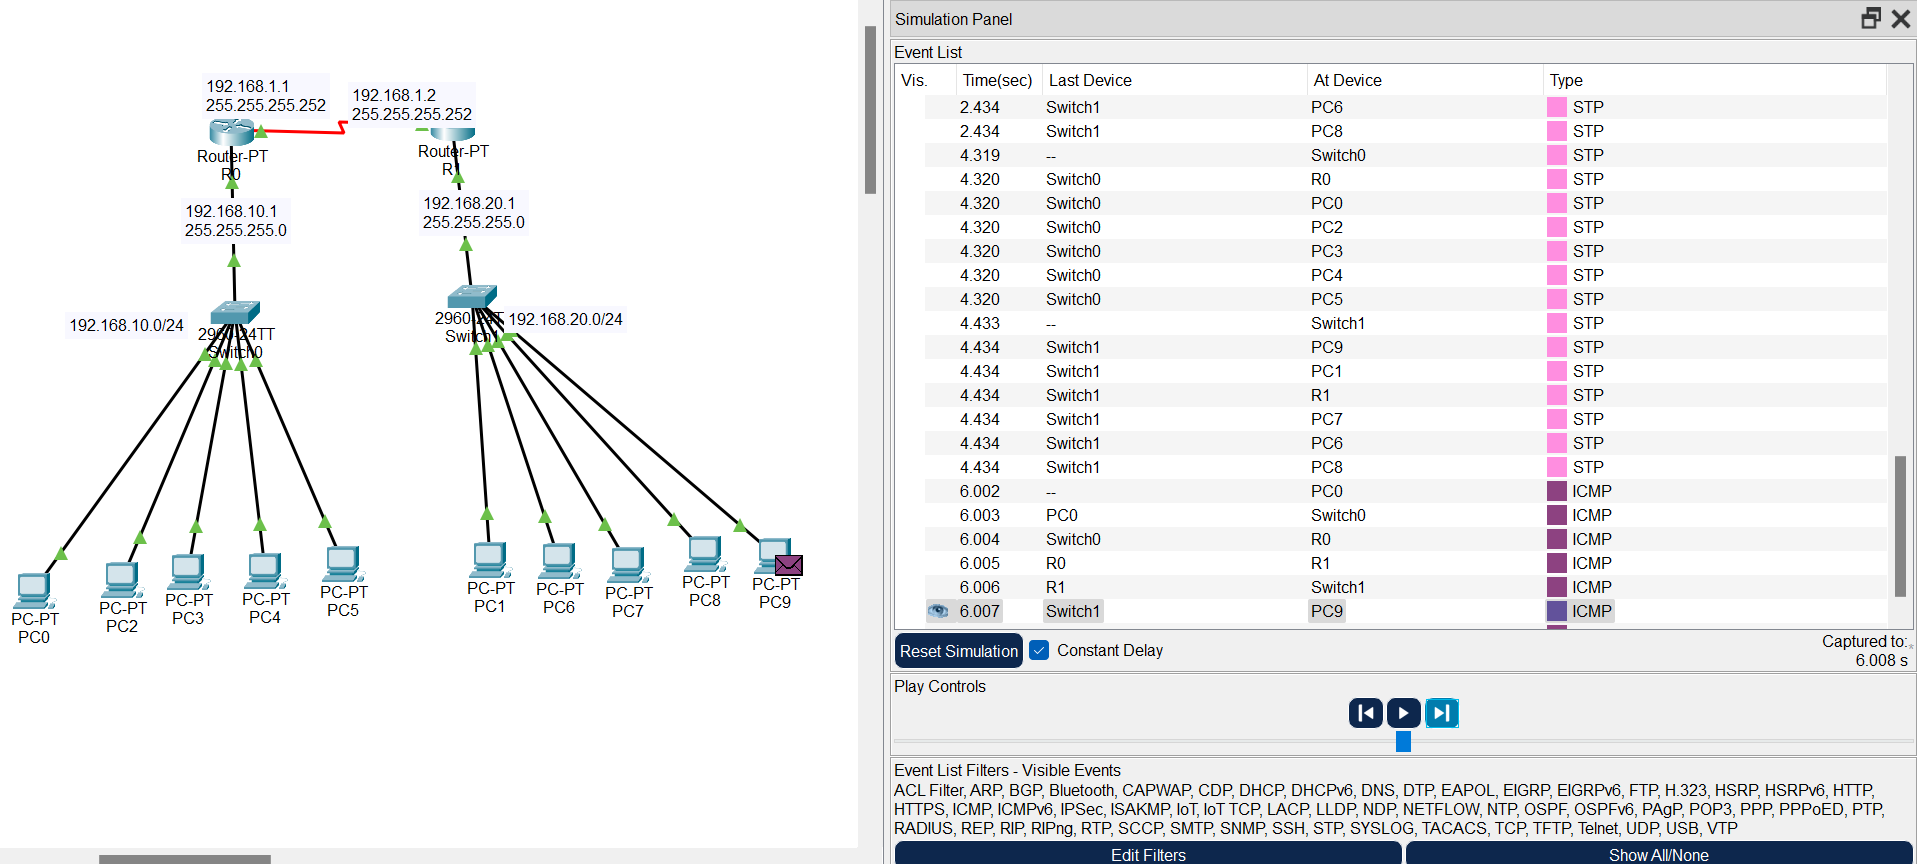 192.168.1.1
255.255.255.252
192.168.1.2
255.255.255.252
Router-PT
R0
Router-PT
192.168.10.1
255.255.255.0
192.168.20.1
255.255.255.0
192.168.10.0/24
2960-24TT
Switch0
192.168.20.0/24
PC-PT
PC0
PC-PT
PC2
PC-PT
PC3
PC-PT
PC4
PC-PT
PC5
PC-PT
PC1
PC-PT
PC6
PC-PT
PC7
PC-PT
PC8
PC-PT
PC9
Simulation Panel
Event List
Vis. Time(sec) Last Device At Device Type
2.434 Switch1 PC6 STP
2.434 Switch1 PC8 STP
4.319 -- Switch0 STP
4.320 Switch0 R0 STP
4.320 Switch0 PC0 STP
4.320 Switch0 PC2 STP
4.320 Switch0 PC3 STP
4.320 Switch0 PC4 STP
4.320 Switch0 PC5 STP
4.433 -- Switch1 STP
4.434 Switch1 PC9 STP
4.434 Switch1 PC1 STP
4.434 Switch1 R1 STP
4.434 Switch1 PC7 STP
4.434 Switch1 PC6 STP
4.434 Switch1 PC8 STP
6.002 -- PC0 ICMP
6.003 PC0 Switch0 ICMP
6.004 Switch0 R0 ICMP
6.005 R0 R1 ICMP
6.006 R1 Switch1 ICMP
6.007 Switch1 PC9 ICMP
Reset Simulation Constant Delay Captured to:
6.008 s
Play Controls
Event List Filters - Visible Events
ACL Filter, ARP, BGP, Bluetooth, CAPWAP, CDP, DHCP, DHCPv6, DNS, DTP, EAPOL, EIGRP, EIGRPv6, FTP, H.323, HSRP, HSRPv6, HTTP,
HTTPS, ICMP, ICMPv6, IPSec, ISAKMP, IoT, IoT TCP, LACP, LLDP, NDP, NETFLOW, NTP, OSPF, OSPFv6, PAgP, POP3, PPP, PPPoED, PTP,
RADIUS, REP, RIP, RIPng, RTP, SCCP, SMTP, SNMP, SSH, STP, SYSLOG, TACACS, TCP, TFTP, Telnet, UDP, USB, VTP
Edit Filters Show All/None